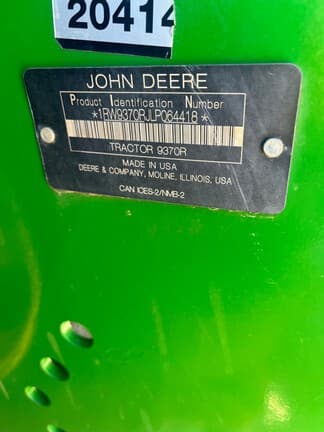 20414
JOHN DEERE
Product Identification Number
*1RW9370RJLP064418*
TRACTOR 9370R
MADE IN USA
DEERE & COMPANY, MOLINE, ILLINOIS, USA
CAN ICES-2/NMB-2